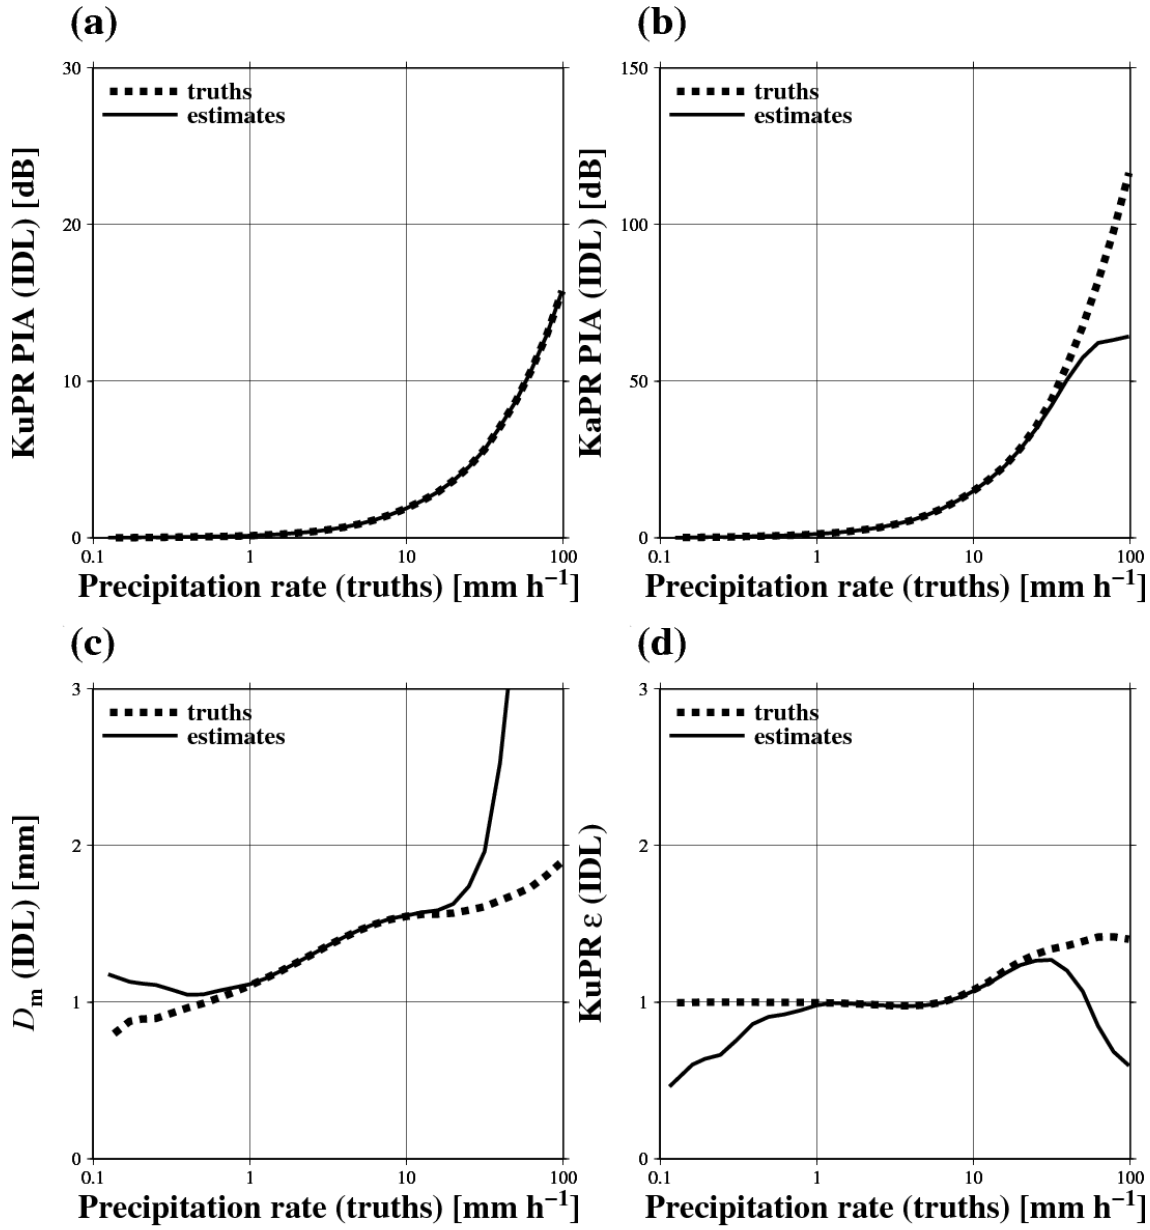 (a)
30
20
10
0
0.1
1
10
100
KuPR PIA (IDL) [dB]
truths
estimates
Precipitation rate (truths) [mm h⁻¹]
(b)
150
100
50
0
0.1
1
10
100
KaPR PIA (IDL) [dB]
truths
estimates
Precipitation rate (truths) [mm h⁻¹]
(c)
3
2
1
0
0.1
1
10
100
Dm (IDL) [mm]
truths
estimates
Precipitation rate (truths) [mm h⁻¹]
(d)
3
2
1
0
0.1
1
10
100
KuPR ε (IDL)
truths
estimates
Precipitation rate (truths) [mm h⁻¹]